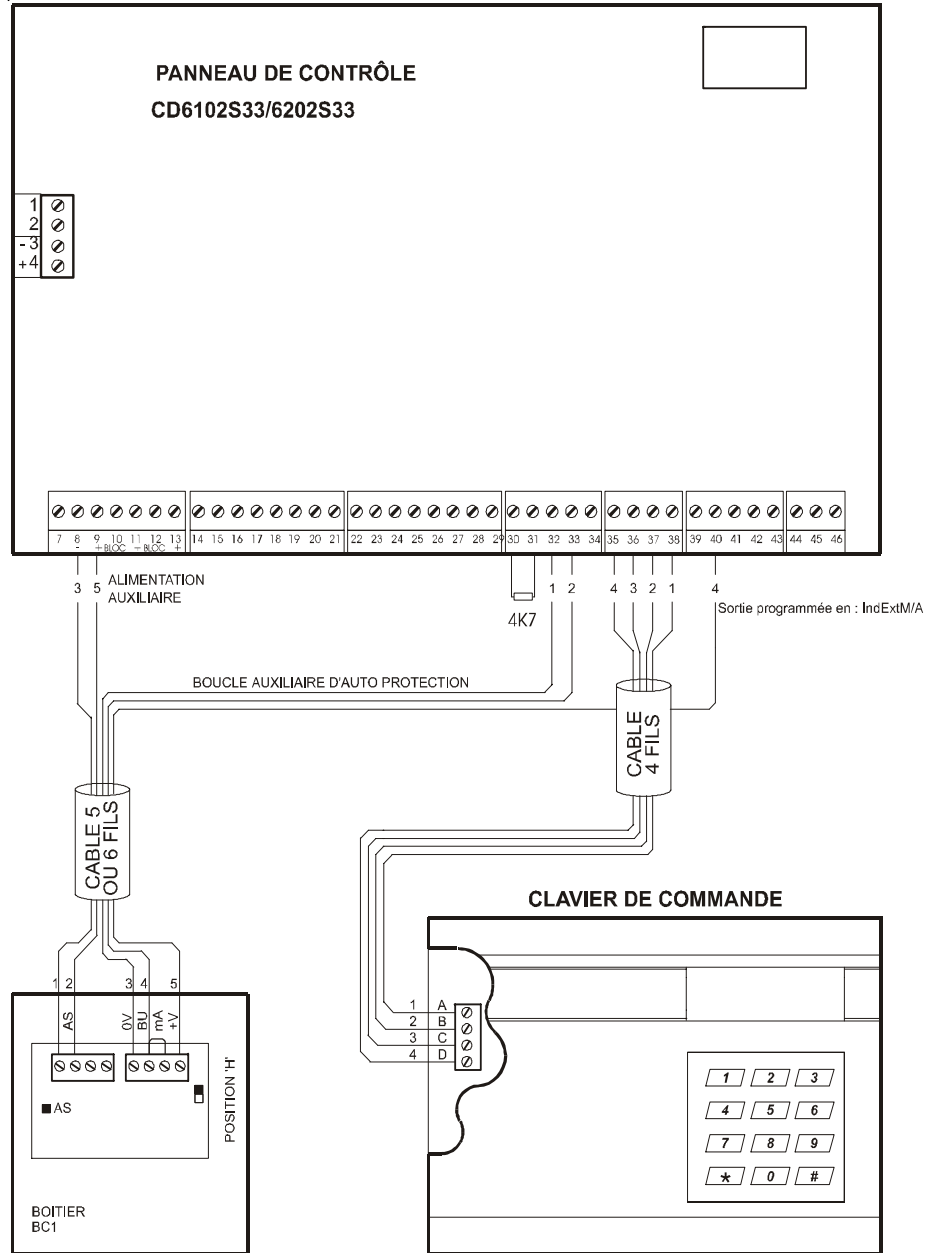 PANNEAU DE CONTRÔLE
CD6102S33/6202S33
1
2
- 3
+ 4
7 8 9 10 11 12 13 14 15 16 17 18 19 20 21 22 23 24 25 26 27 28 29 30 31 32 33 34 35 36 37 38 39 40 41 42 43 44 45 46
- + BLOC - BLOC +
3 5 ALIMENTATION
AUXILIAIRE
4K7
1 2
4 3 2 1
4
Sortie programmée en : IndExtM/A
BOUCLE AUXILIAIRE D'AUTO PROTECTION
CABLE
4 FILS
CABLE 5
OU 6 FILS
CLAVIER DE COMMANDE
1 2 3 4 5
AS 0V BU mA +V
AS
POSITION 'H'
BOITIER
BC1
1 A
2 B
3 C
4 D
1 2 3
4 5 6
7 8 9
* 0 #